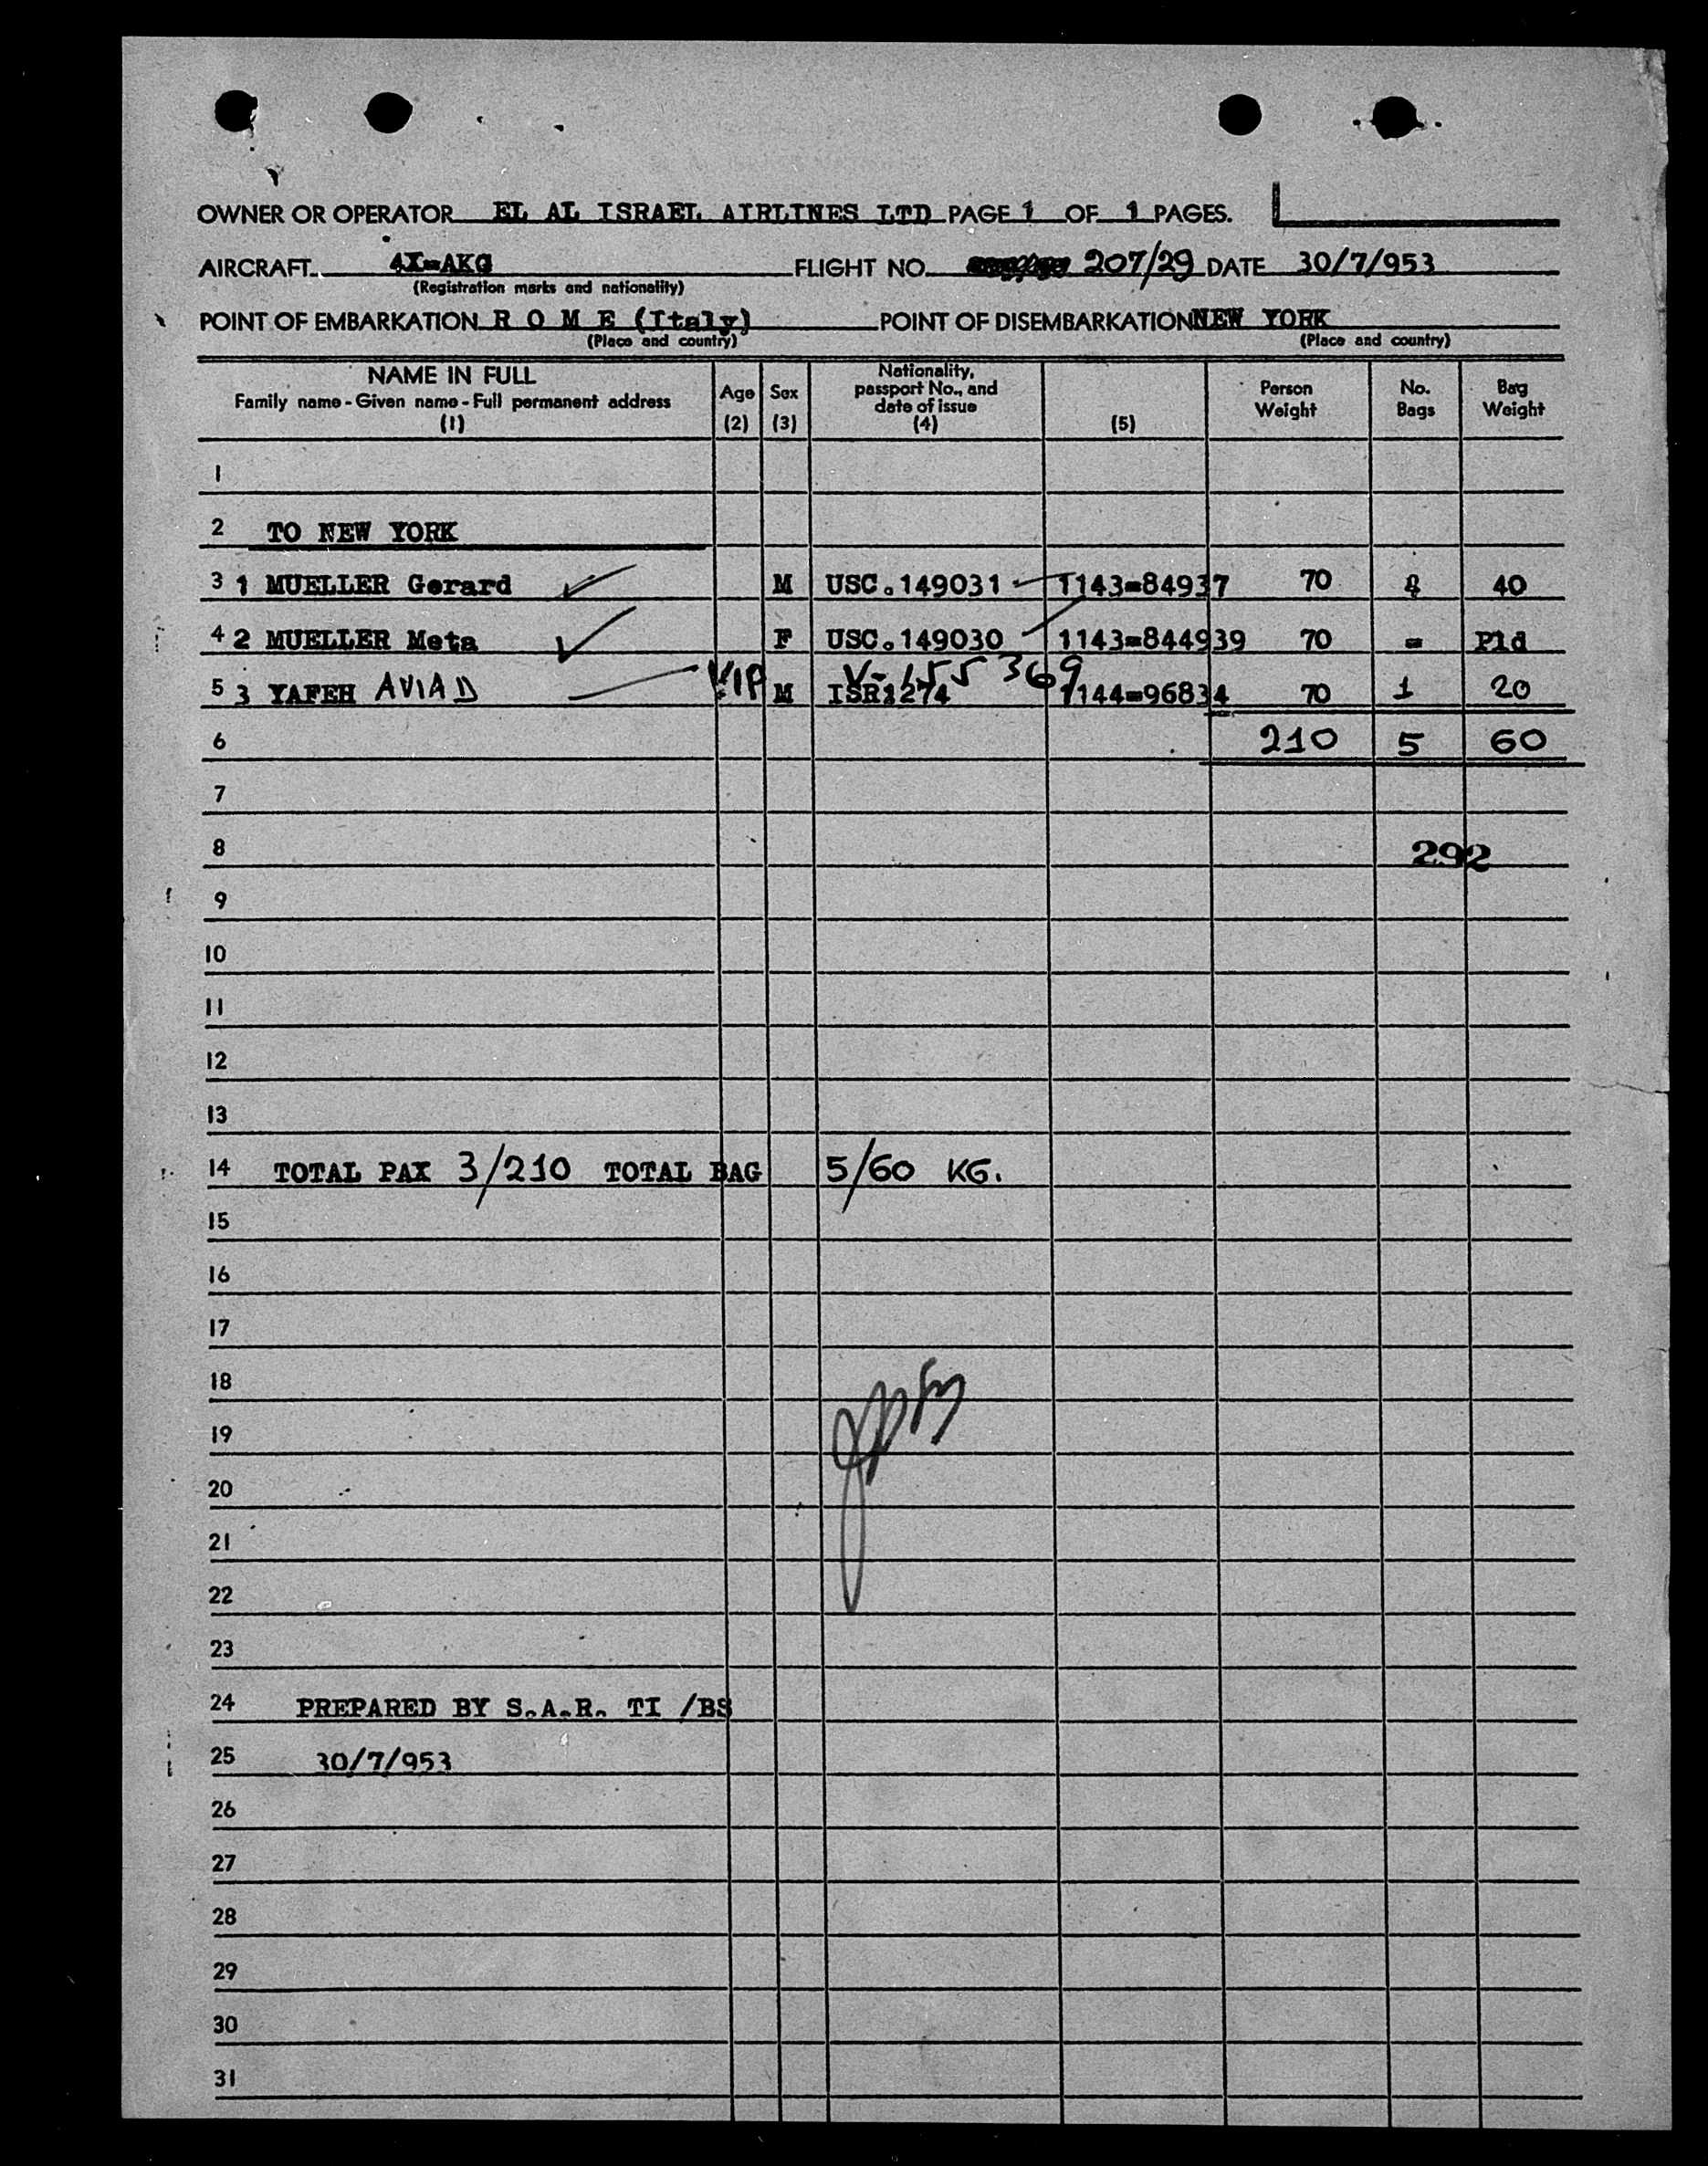 OWNER OR OPERATOR EL AL ISRAEL AIRLINES LTD PAGE 1 OF 1 PAGES.
AIRCRAFT 4X-AKG FLIGHT NO. 207/29 DATE 30/7/953
(Registration marks and nationality)
POINT OF EMBARKATION R O M E (Italy) POINT OF DISEMBARKATION NEW YORK
(Place and country) (Place and country)
NAME IN FULL Family name - Given name - Full permanent address (1) Age (2) Sex (3) Nationality, passport No., and date of issue (4) (5) Person Weight No. Bags Bag Weight
1
2 TO NEW YORK
3 1 MUELLER Gerard M USC.149031 1143=84937 70 40
4 2 MUELLER Meta F USC.149030 1143=844939 70 = Pld
5 3 YAFEH AVIAD VIP M V-155369 1144=96834 70 1 20
6 210 5 60
7
8 292
9
10
11
12
13
14 TOTAL PAX 3/210 TOTAL BAG 5/60 KG.
15
16
17
18
19
20
21
22
23
24 PREPARED BY S.A.R. TI /BS
25 30/7/953
26
27
28
29
30
31